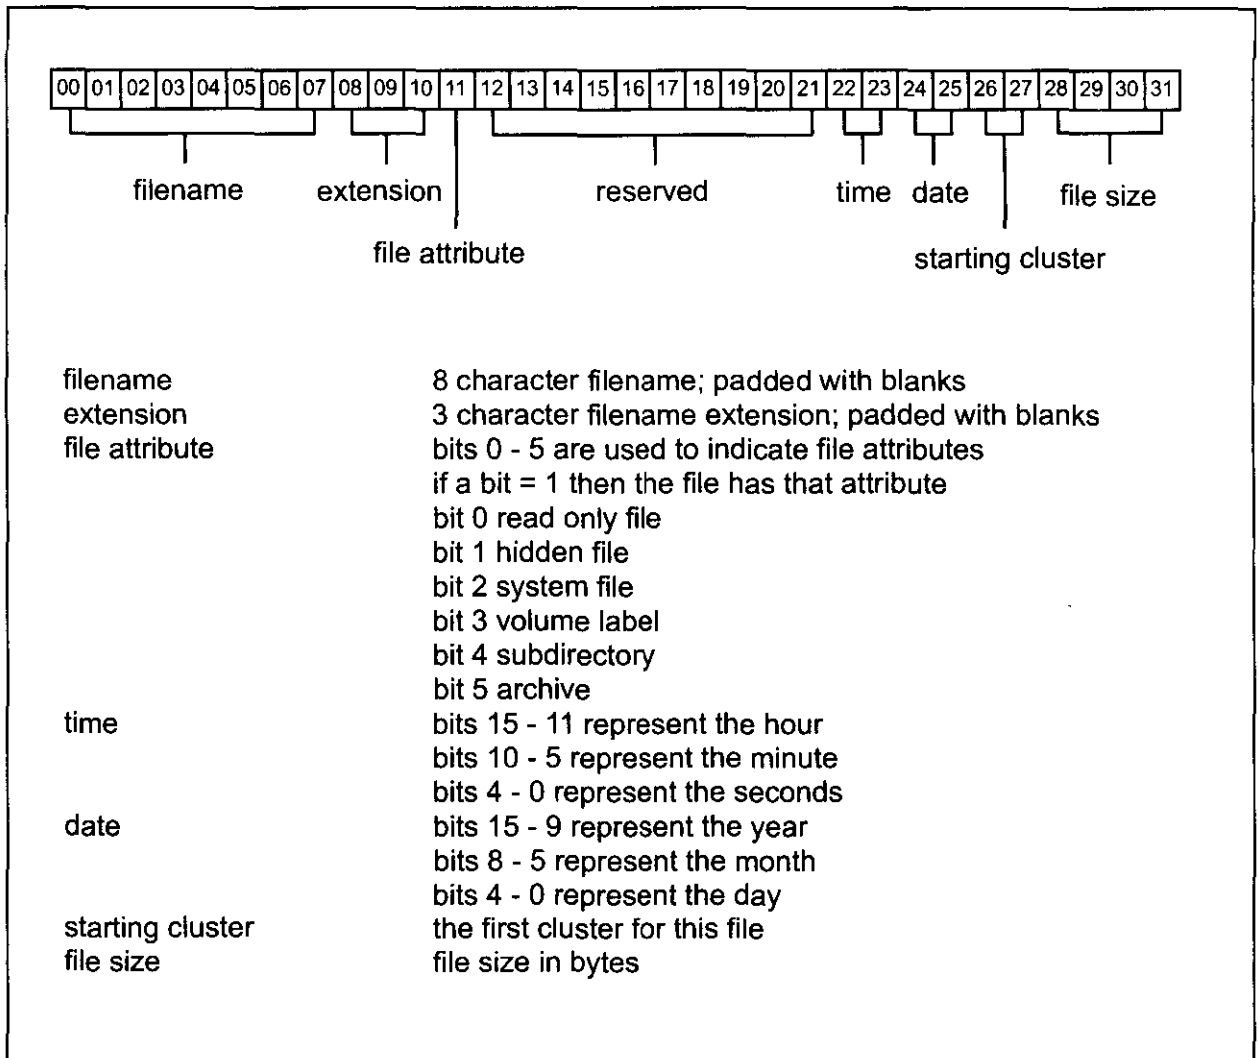 00 01 02 03 04 05 06 07 08 09 10 11 12 13 14 15 16 17 18 19 20 21 22 23 24 25 26 27 28 29 30 31
filename extension reserved time date file size
file attribute starting cluster
filename 8 character filename; padded with blanks
extension 3 character filename extension; padded with blanks
file attribute bits 0 - 5 are used to indicate file attributes
if a bit = 1 then the file has that attribute
bit 0 read only file
bit 1 hidden file
bit 2 system file
bit 3 volume label
bit 4 subdirectory
bit 5 archive
time bits 15 - 11 represent the hour
bits 10 - 5 represent the minute
bits 4 - 0 represent the seconds
date bits 15 - 9 represent the year
bits 8 - 5 represent the month
bits 4 - 0 represent the day
starting cluster the first cluster for this file
file size file size in bytes